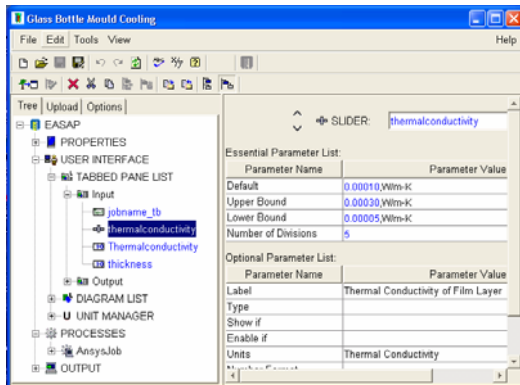 Glass Bottle Mould Cooling
File Edit Tools View Help
Tree Upload Options
EASAP
PROPERTIES
USER INTERFACE
TABBED PANE LIST
Input
jobname_tb
thermalconductivity
Thermalconductivity
thickness
Output
DIAGRAM LIST
U UNIT MANAGER
PROCESSES
AnsysJob
OUTPUT
SLIDER: thermalconductivity
Essential Parameter List:
Parameter Name Parameter Value
Default 0.00010,W/m-K
Upper Bound 0.00030,W/m-K
Lower Bound 0.00005,W/m-K
Number of Divisions 5
Optional Parameter List:
Parameter Name Parameter Value
Label Thermal Conductivity of Film Layer
Type
Show if
Enable if
Units Thermal Conductivity